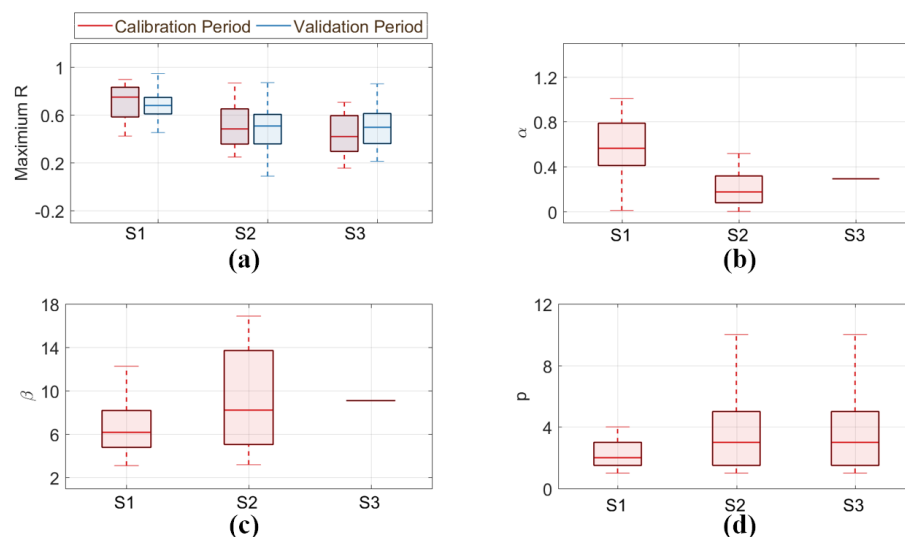 Calibration Period Validation Period
Maximium R
1
0.6
0.2
-0.2
S1 S2 S3
(a)
α
1.2
0.8
0.4
0
S1 S2 S3
(b)
β
18
14
10
6
2
S1 S2 S3
(c)
p
12
8
4
0
S1 S2 S3
(d)